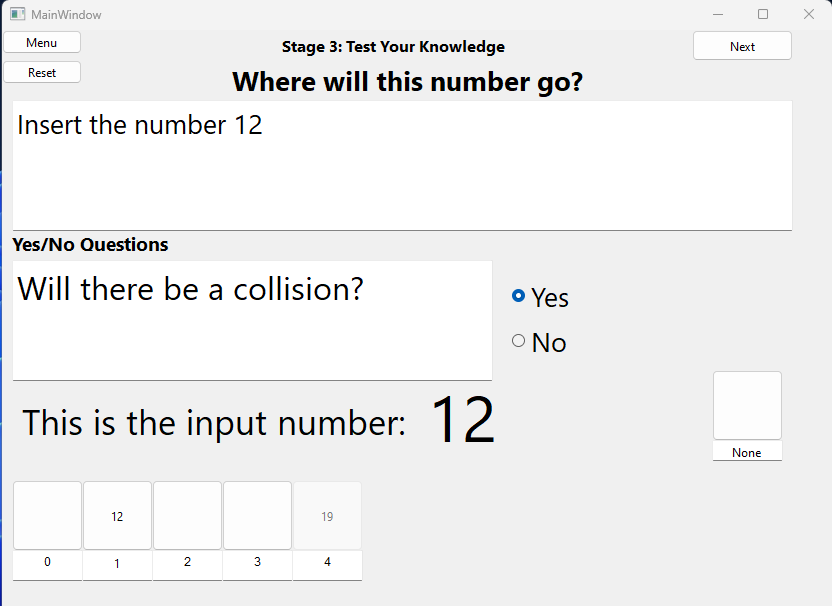 MainWindow
Menu
Stage 3: Test Your Knowledge
Next
Reset
Where will this number go?
Insert the number 12
Yes/No Questions
Will there be a collision?
Yes
No
This is the input number: 12
None
12 19
0 1 2 3 4